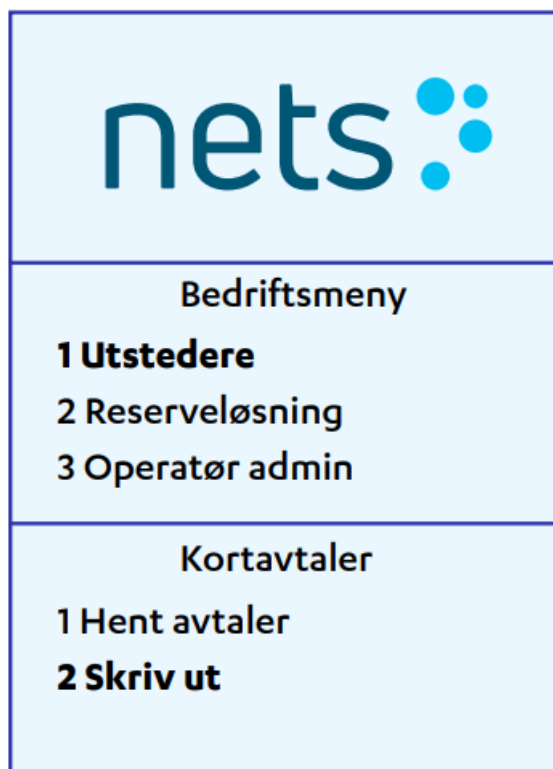 nets
Bedriftsmeny
1 Utstedere
2 Reserveløsning
3 Operatør admin
Kortavtaler
1 Hent avtaler
2 Skriv ut